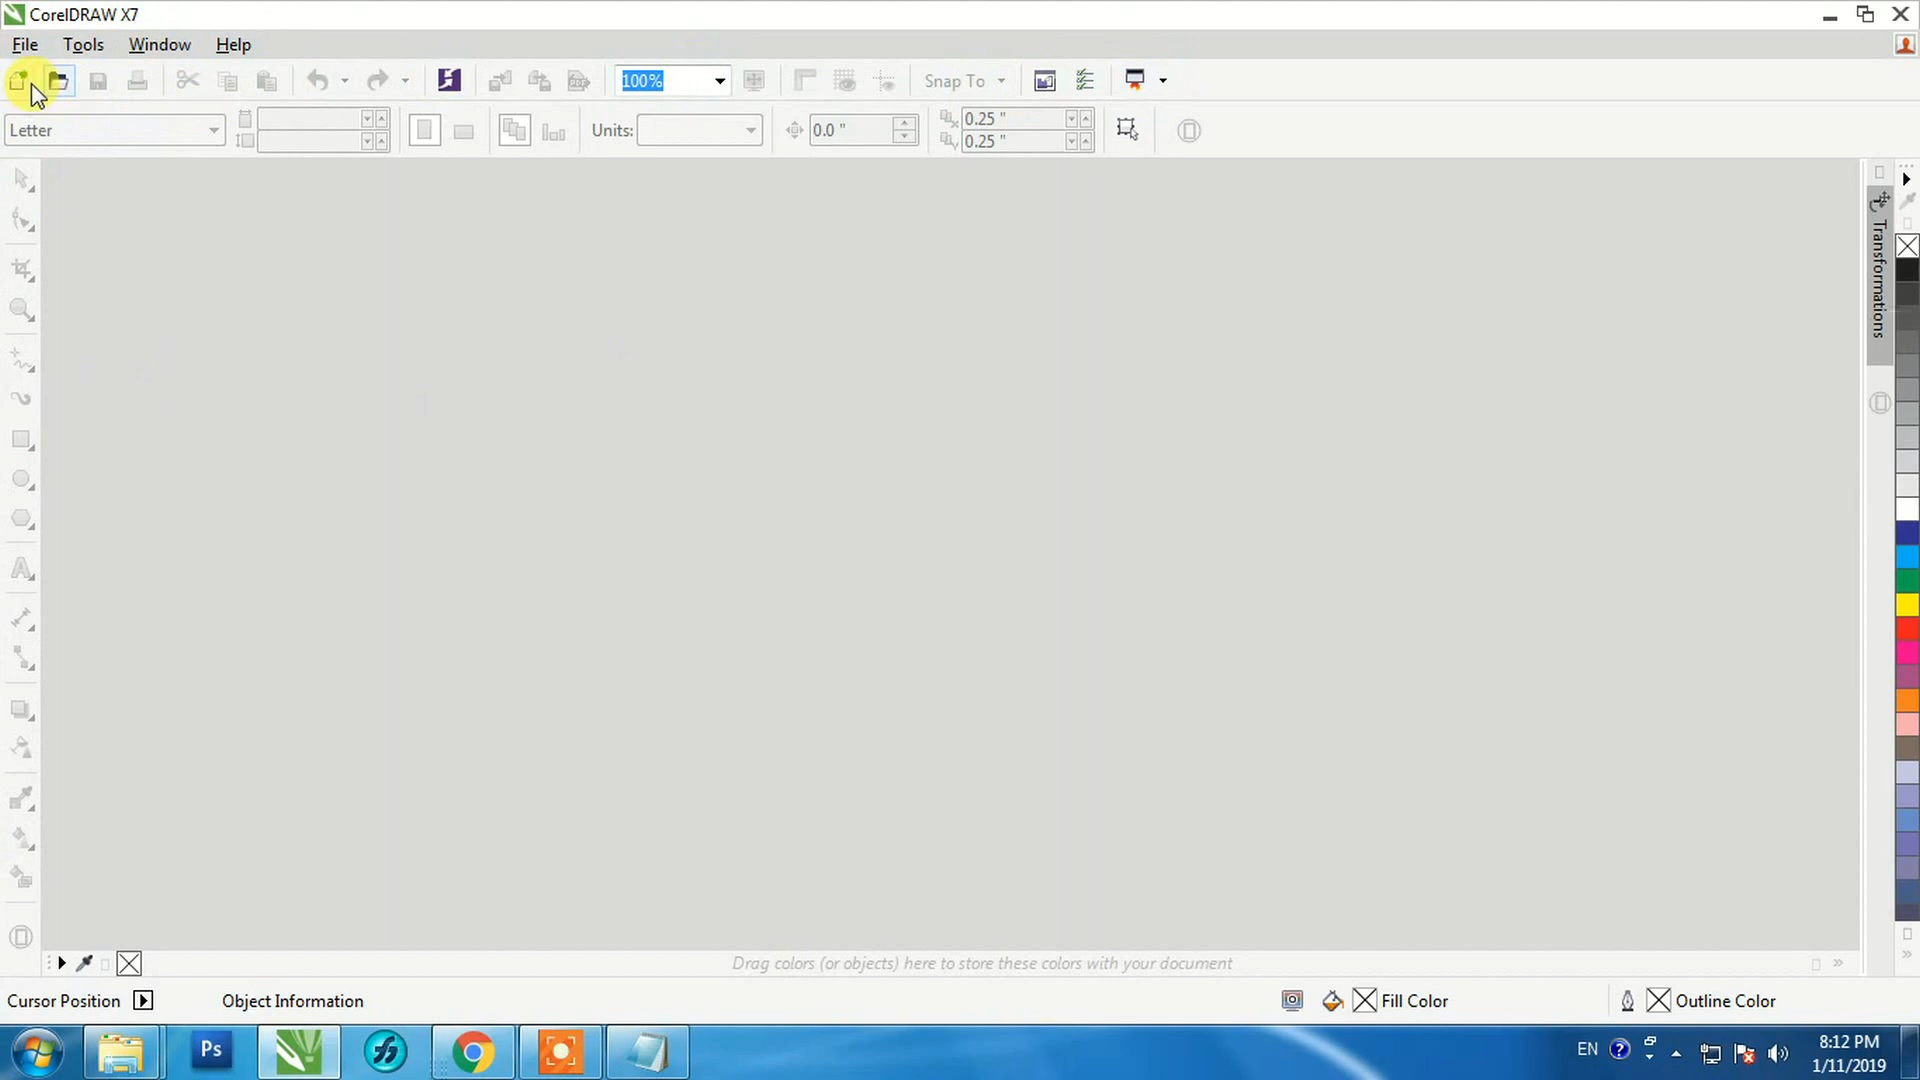 CorelDRAW X7
File Tools Window Help
100% Snap To
Letter Units: 0.0 " 0.25 "
0.25 "
Transformations
Drag colors (or objects) here to store these colors with your document
Cursor Position Object Information Fill Color Outline Color
Ps EN 8:12 PM
1/11/2019